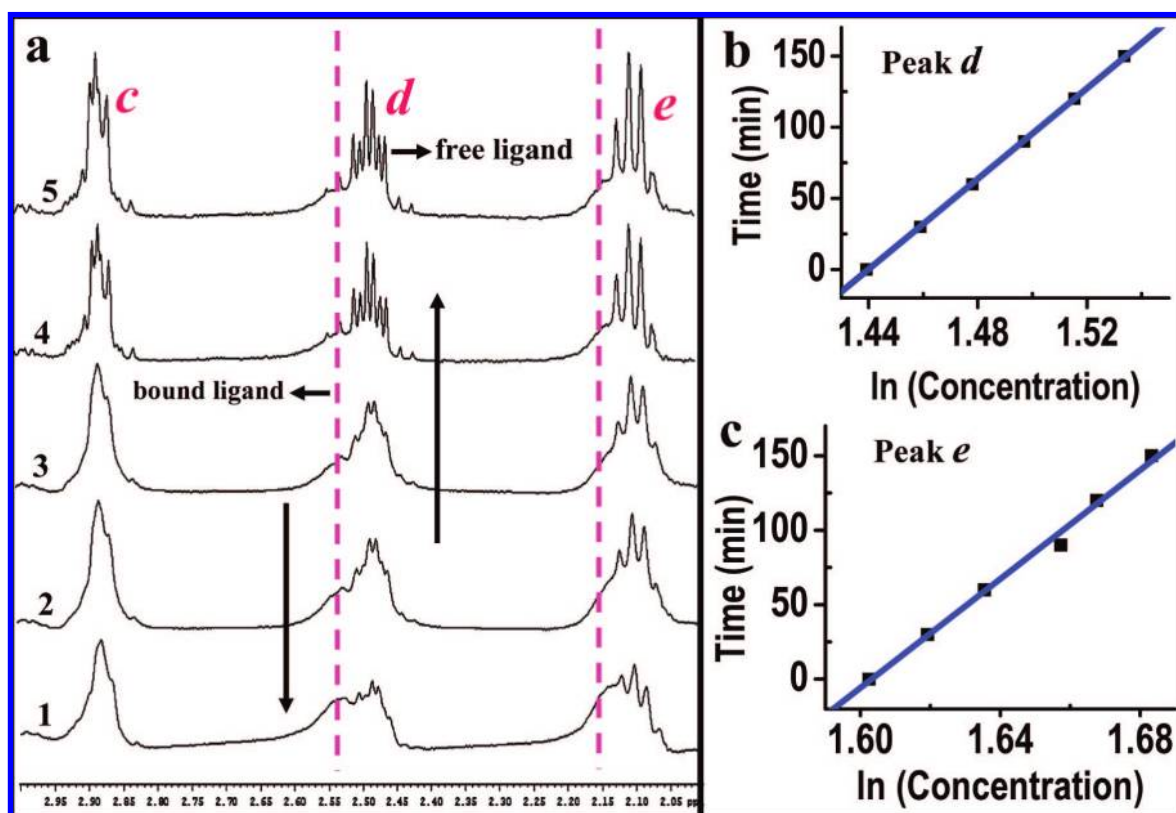 a
c
d
e
free ligand
5
4
bound ligand
3
2
1
2.95 2.90 2.85 2.80 2.75 2.70 2.65 2.60 2.55 2.50 2.45 2.40 2.35 2.30 2.25 2.20 2.15 2.10 2.05
b
Peak d
Time (min)
150
100
50
0
1.44 1.48 1.52
ln (Concentration)
c
Peak e
Time (min)
150
100
50
0
1.60 1.64 1.68
ln (Concentration)